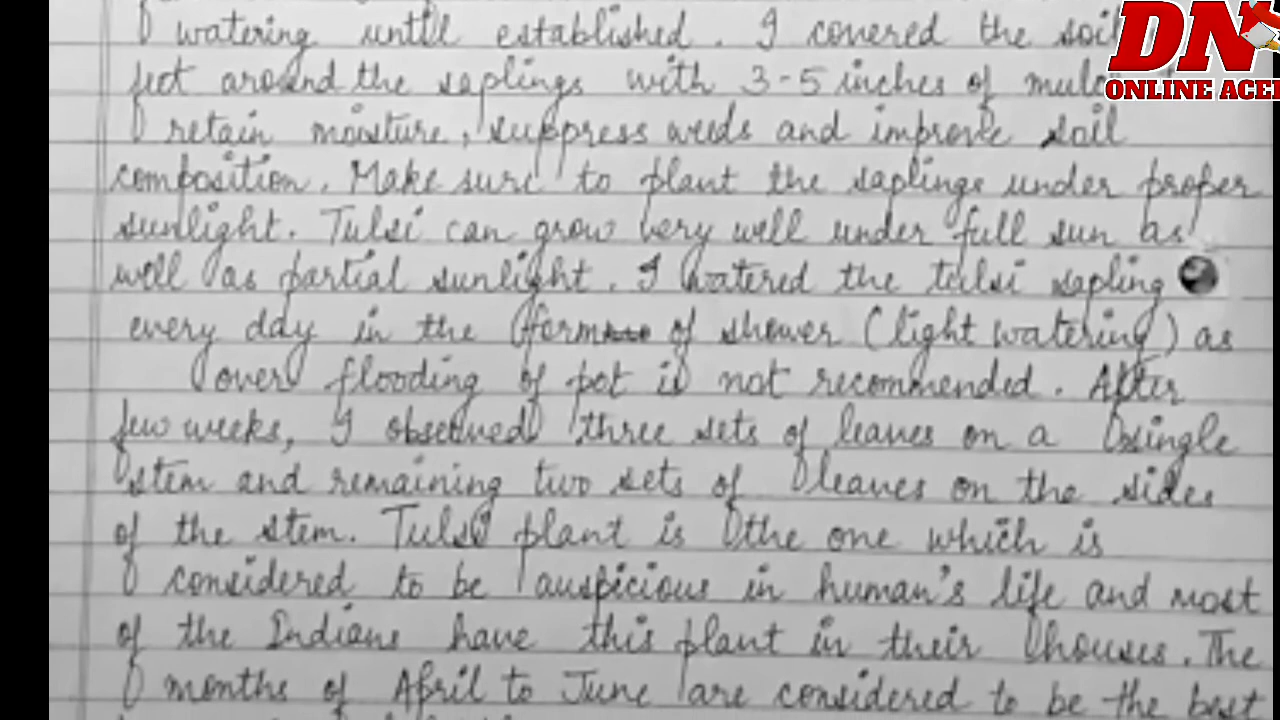 watering until established. I covered the soil
feet around the saplings with 3-5 inches of
retain moisture, suppress weeds and improve soil
composition. Make sure to plant the saplings under proper
sunlight. Tulsi can grow very well under full sun as
well as partial sunlight. I watered the tulsi sapling
every day in the form of shower (light watering) as
over flooding of pot is not recommended. After
few weeks, I observed three sets of leaves on a single
stem and remaining two sets of leaves on the sides
of the stem. Tulsi plant is the one which is
considered to be auspicious in human's life and most
of the Indians have this plant in their houses. The
months of April to June are considered to be the best
DN
ONLINE ACE